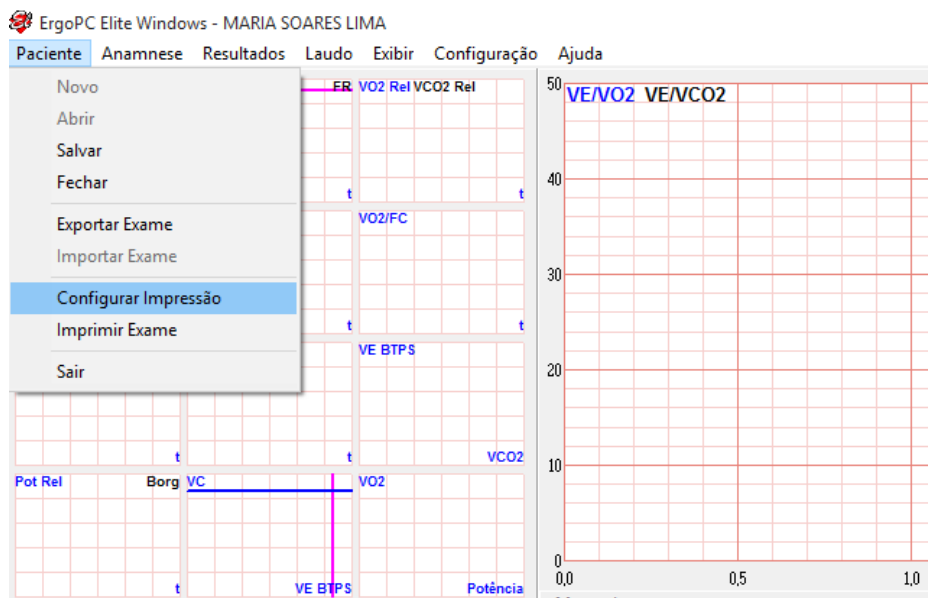 ErgoPC Elite Windows - MARIA SOARES LIMA
Paciente Anamnese Resultados Laudo Exibir Configuração Ajuda
Novo
Abrir
Salvar
Fechar
Exportar Exame
Importar Exame
Configurar Impressão
Imprimir Exame
Sair
FR
t
VO2 Rel VCO2 Rel
t
VO2/FC
t
t
VE BTPS
t
t
VCO2
Pot Rel Borg
t
VC
VE BTPS
VO2
Potência
VE/VO2 VE/VCO2
50
40
30
20
10
0
0,0 0,5 1,0